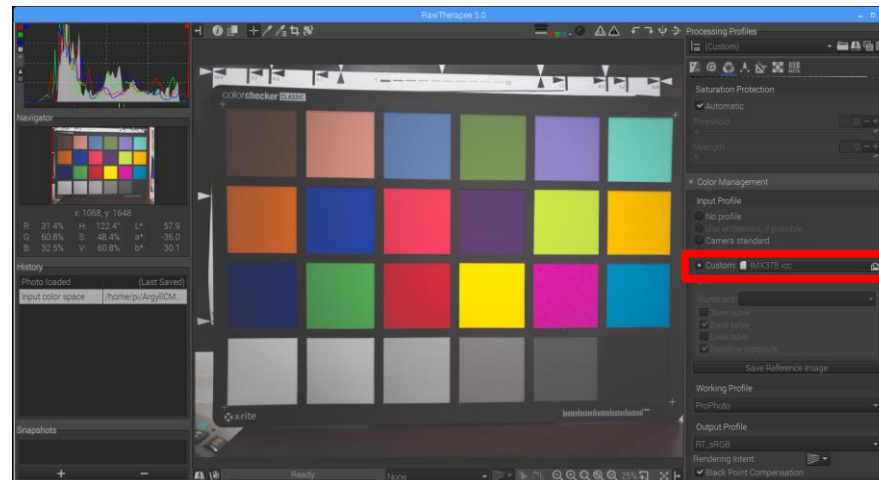 RawTherapee 5.0
Processing Profiles
(Custom)
Saturation Protection
Automatic
Threshold
0
Strength
0
Color Management
Input Profile
No profile
Use embedded, if possible
Camera standard
Custom: IMX378.icc
Illuminant:
Tone curve
Base table
Look table
Baseline exposure
Save Reference Image
Working Profile
ProPhoto
Output Profile
RT_sRGB
Rendering Intent:
Black Point Compensation
Navigator
x: 1068, y: 1648
R: 31.4% H: 122.4° L*: 57.9
G: 60.8% S: 48.4% a*: -36.0
B: 32.5% V: 60.8% b*: 30.1
History
Photo loaded (Last Saved)
Input color space /home/pi/ArgyllCM...
Snapshots
colorchecker CLASSIC
x-rite
Ready
None
25%